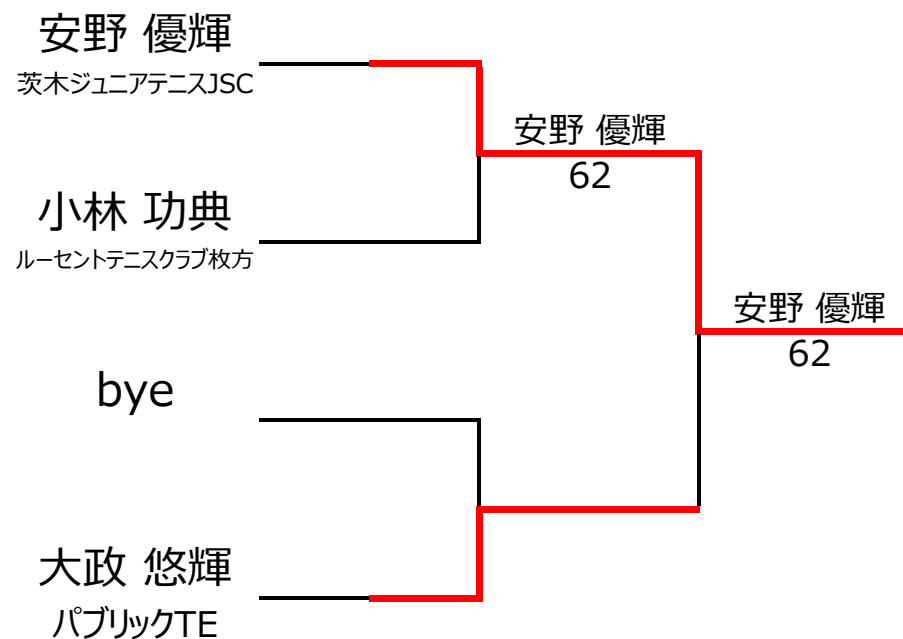 安野 優輝
茨木ジュニアテニスJSC
安野 優輝
62
小林 功典
ルーセントテニスクラブ枚方
安野 優輝
62
bye
大政 悠輝
パブリックTE